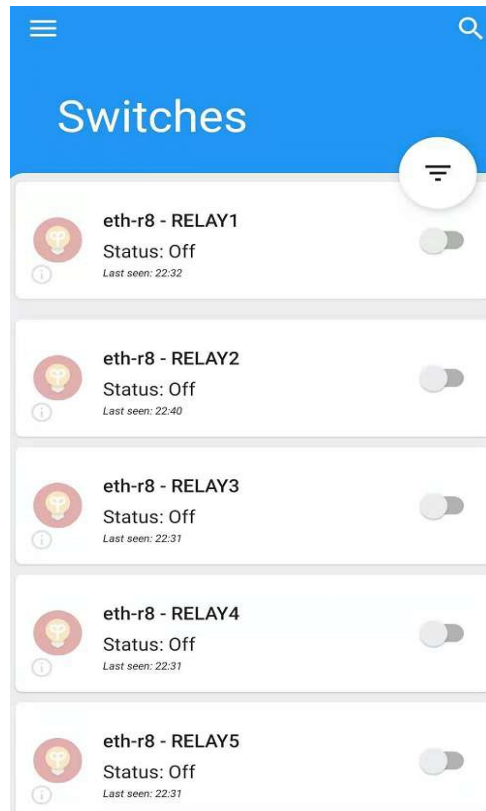 Switches
eth-r8 - RELAY1
Status: Off
Last seen: 22:32
eth-r8 - RELAY2
Status: Off
Last seen: 22:40
eth-r8 - RELAY3
Status: Off
Last seen: 22:31
eth-r8 - RELAY4
Status: Off
Last seen: 22:31
eth-r8 - RELAY5
Status: Off
Last seen: 22:31